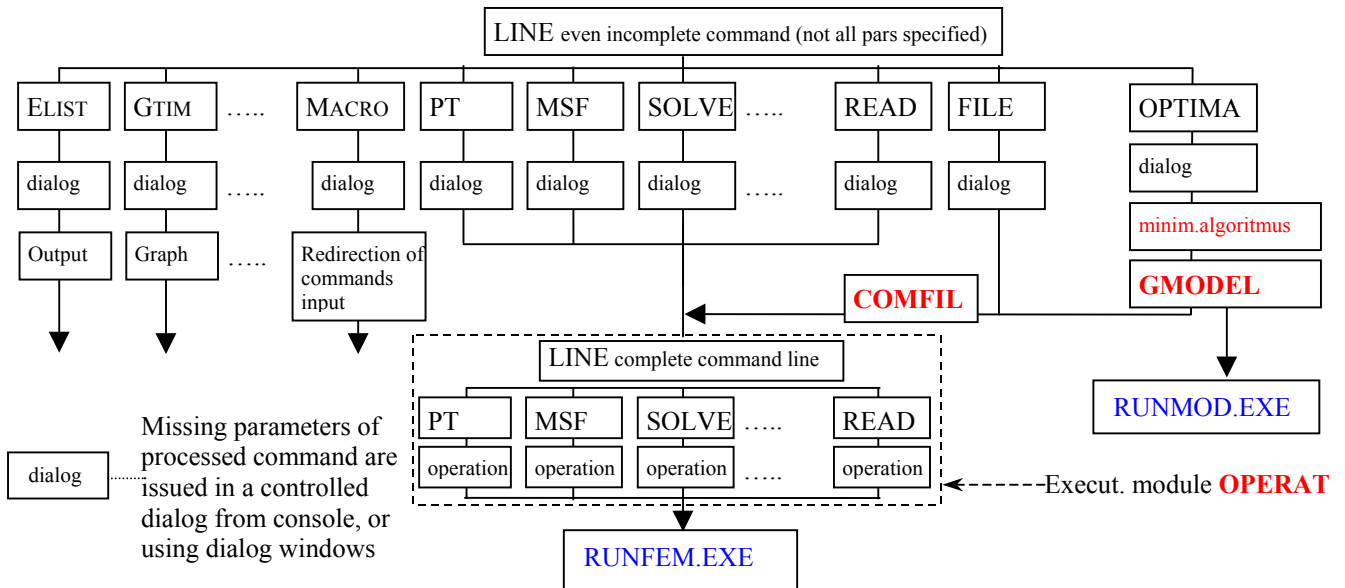 LINE even incomplete command (not all pars specified)
ELIST GTIM ….. MACRO PT MSF SOLVE ….. READ FILE OPTIMA
dialog dialog ….. dialog dialog dialog dialog ….. dialog dialog dialog
minim.algoritmus
Output Graph ….. Redirection of
commands
input
COMFIL GMODEL
LINE complete command line
RUNMOD.EXE
PT MSF SOLVE ….. READ
operation operation operation ….. operation
dialog
Missing parameters of
processed command are
issued in a controlled
dialog from console, or
using dialog windows
Execut. module OPERAT
RUNFEM.EXE